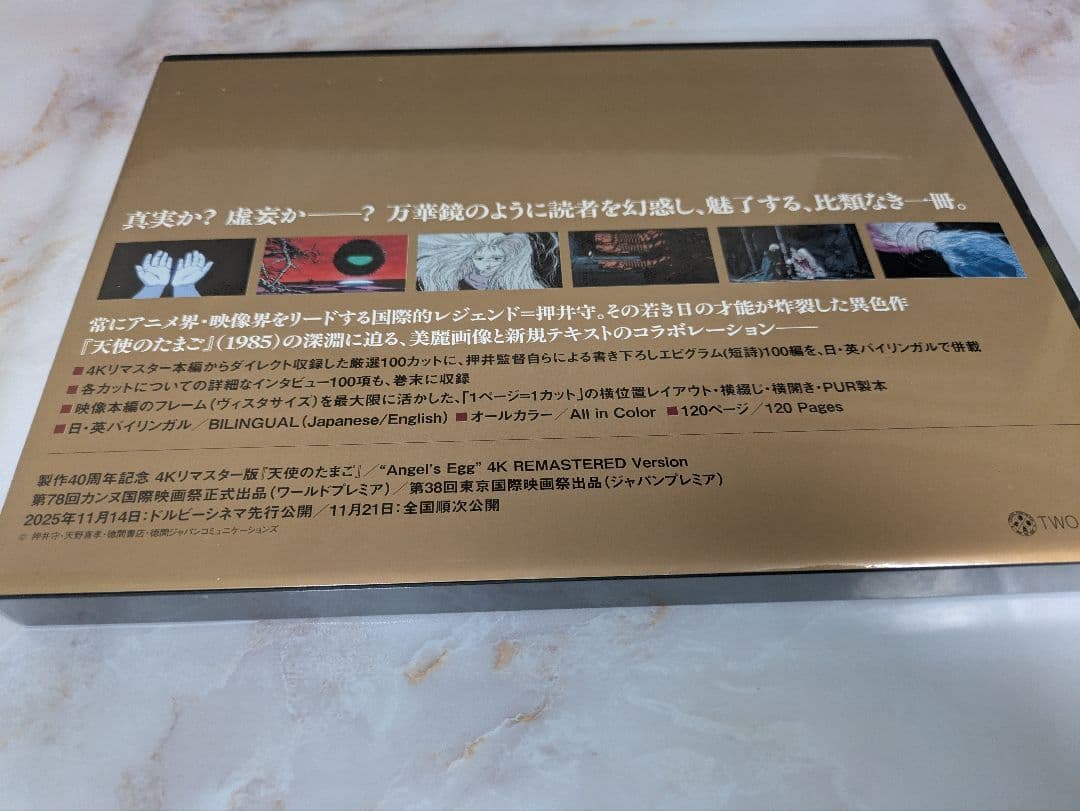 真実か? 虚妄か――? 万華鏡のように読者を幻惑し、魅了する、比類なき一冊。
常にアニメ界・映像界をリードする国際的レジェンド=押井守。その若き日の才能が炸裂した異色作
『天使のたまご』(1985)の深淵に迫る、美麗画像と新規テキストのコラボレーション――
■4Kリマスター本編からダイレクト収録した厳選100カットに、押井監督自らによる書き下ろしエピグラム(短詩)100編を、日・英バイリンガルで併載
■各カットについての詳細なインタビュー100項も、巻末に収録
■映像本編のフレーム(ヴィスタサイズ)を最大限に活かした、「1ページ=1カット」の横位置レイアウト・横綴じ・横開き・PUR製本
■日・英バイリンガル/BILINGUAL(Japanese/English) ■オールカラー/All in Color ■120ページ/120 Pages
製作40周年記念 4Kリマスター版『天使のたまご』/“Angel's Egg” 4K REMASTERED Version
第78回カンヌ国際映画祭正式出品(ワールドプレミア)/第38回東京国際映画祭出品(ジャパンプレミア)
2025年11月14日:ドルビーシネマ先行公開/11月21日:全国順次公開
© 押井守・天野喜孝・徳間書店・徳間ジャパンコミュニケーションズ
TWO